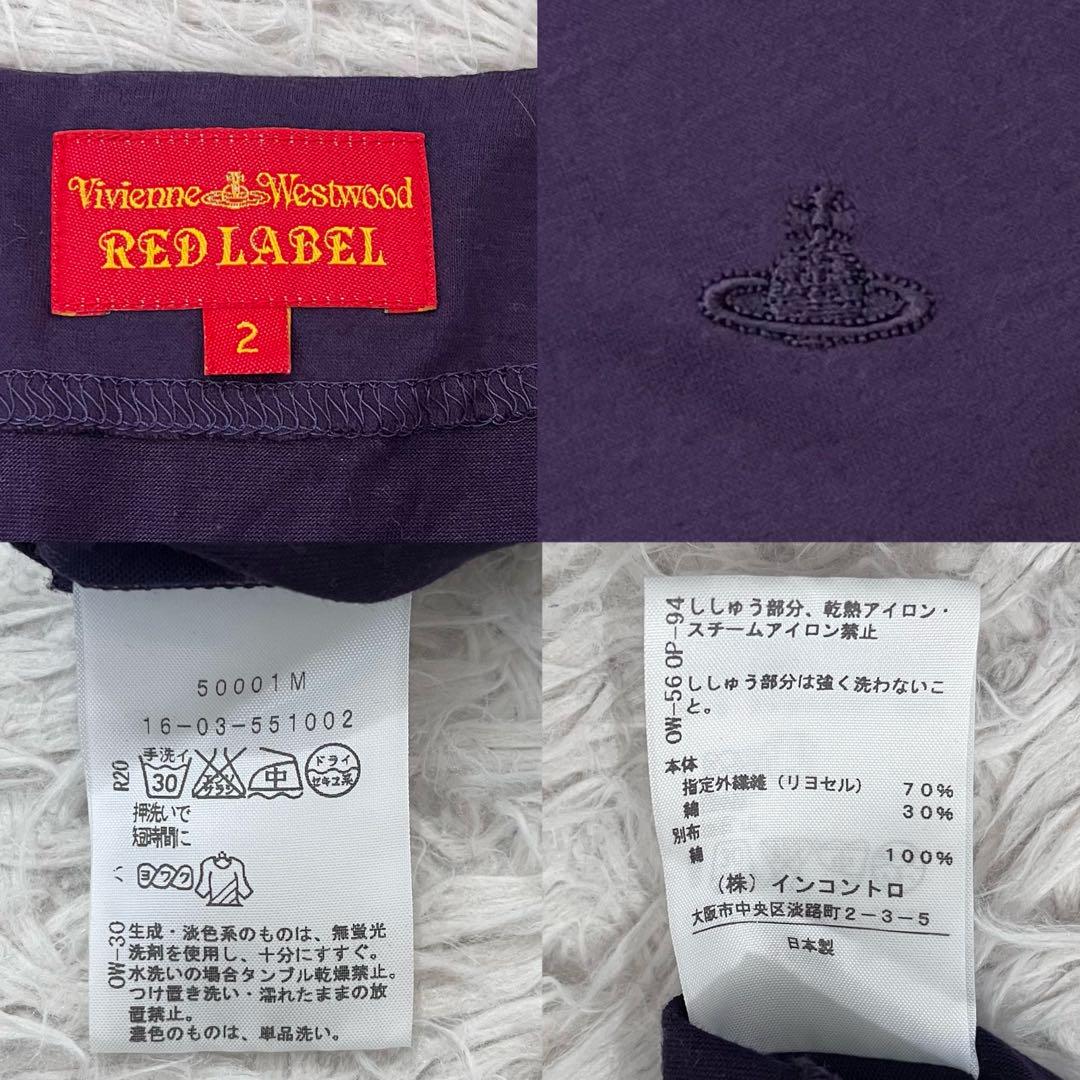 Vivienne Westwood
RED LABEL
2
50001M
16-03-551002
R20
手洗イ
30
エンソ
サラシ
中
ドライ
セキユ系
押洗いで
短時間に
ヨワク
OW-30
生成・淡色系のものは、無蛍光
洗剤を使用し、十分にすすぐ。
水洗いの場合タンブル乾燥禁止。
つけ置き洗い・濡れたままの放
置禁止。
濃色のものは、単品洗い。
OW-56 OP-94
ししゅう部分、乾熱アイロン・
スチームアイロン禁止
ししゅう部分は強く洗わないこ
と。
本体
指定外繊維（リヨセル） 70%
綿 30%
別布
綿 100%
（株）インコントロ
大阪市中央区淡路町2-3-5
日本製